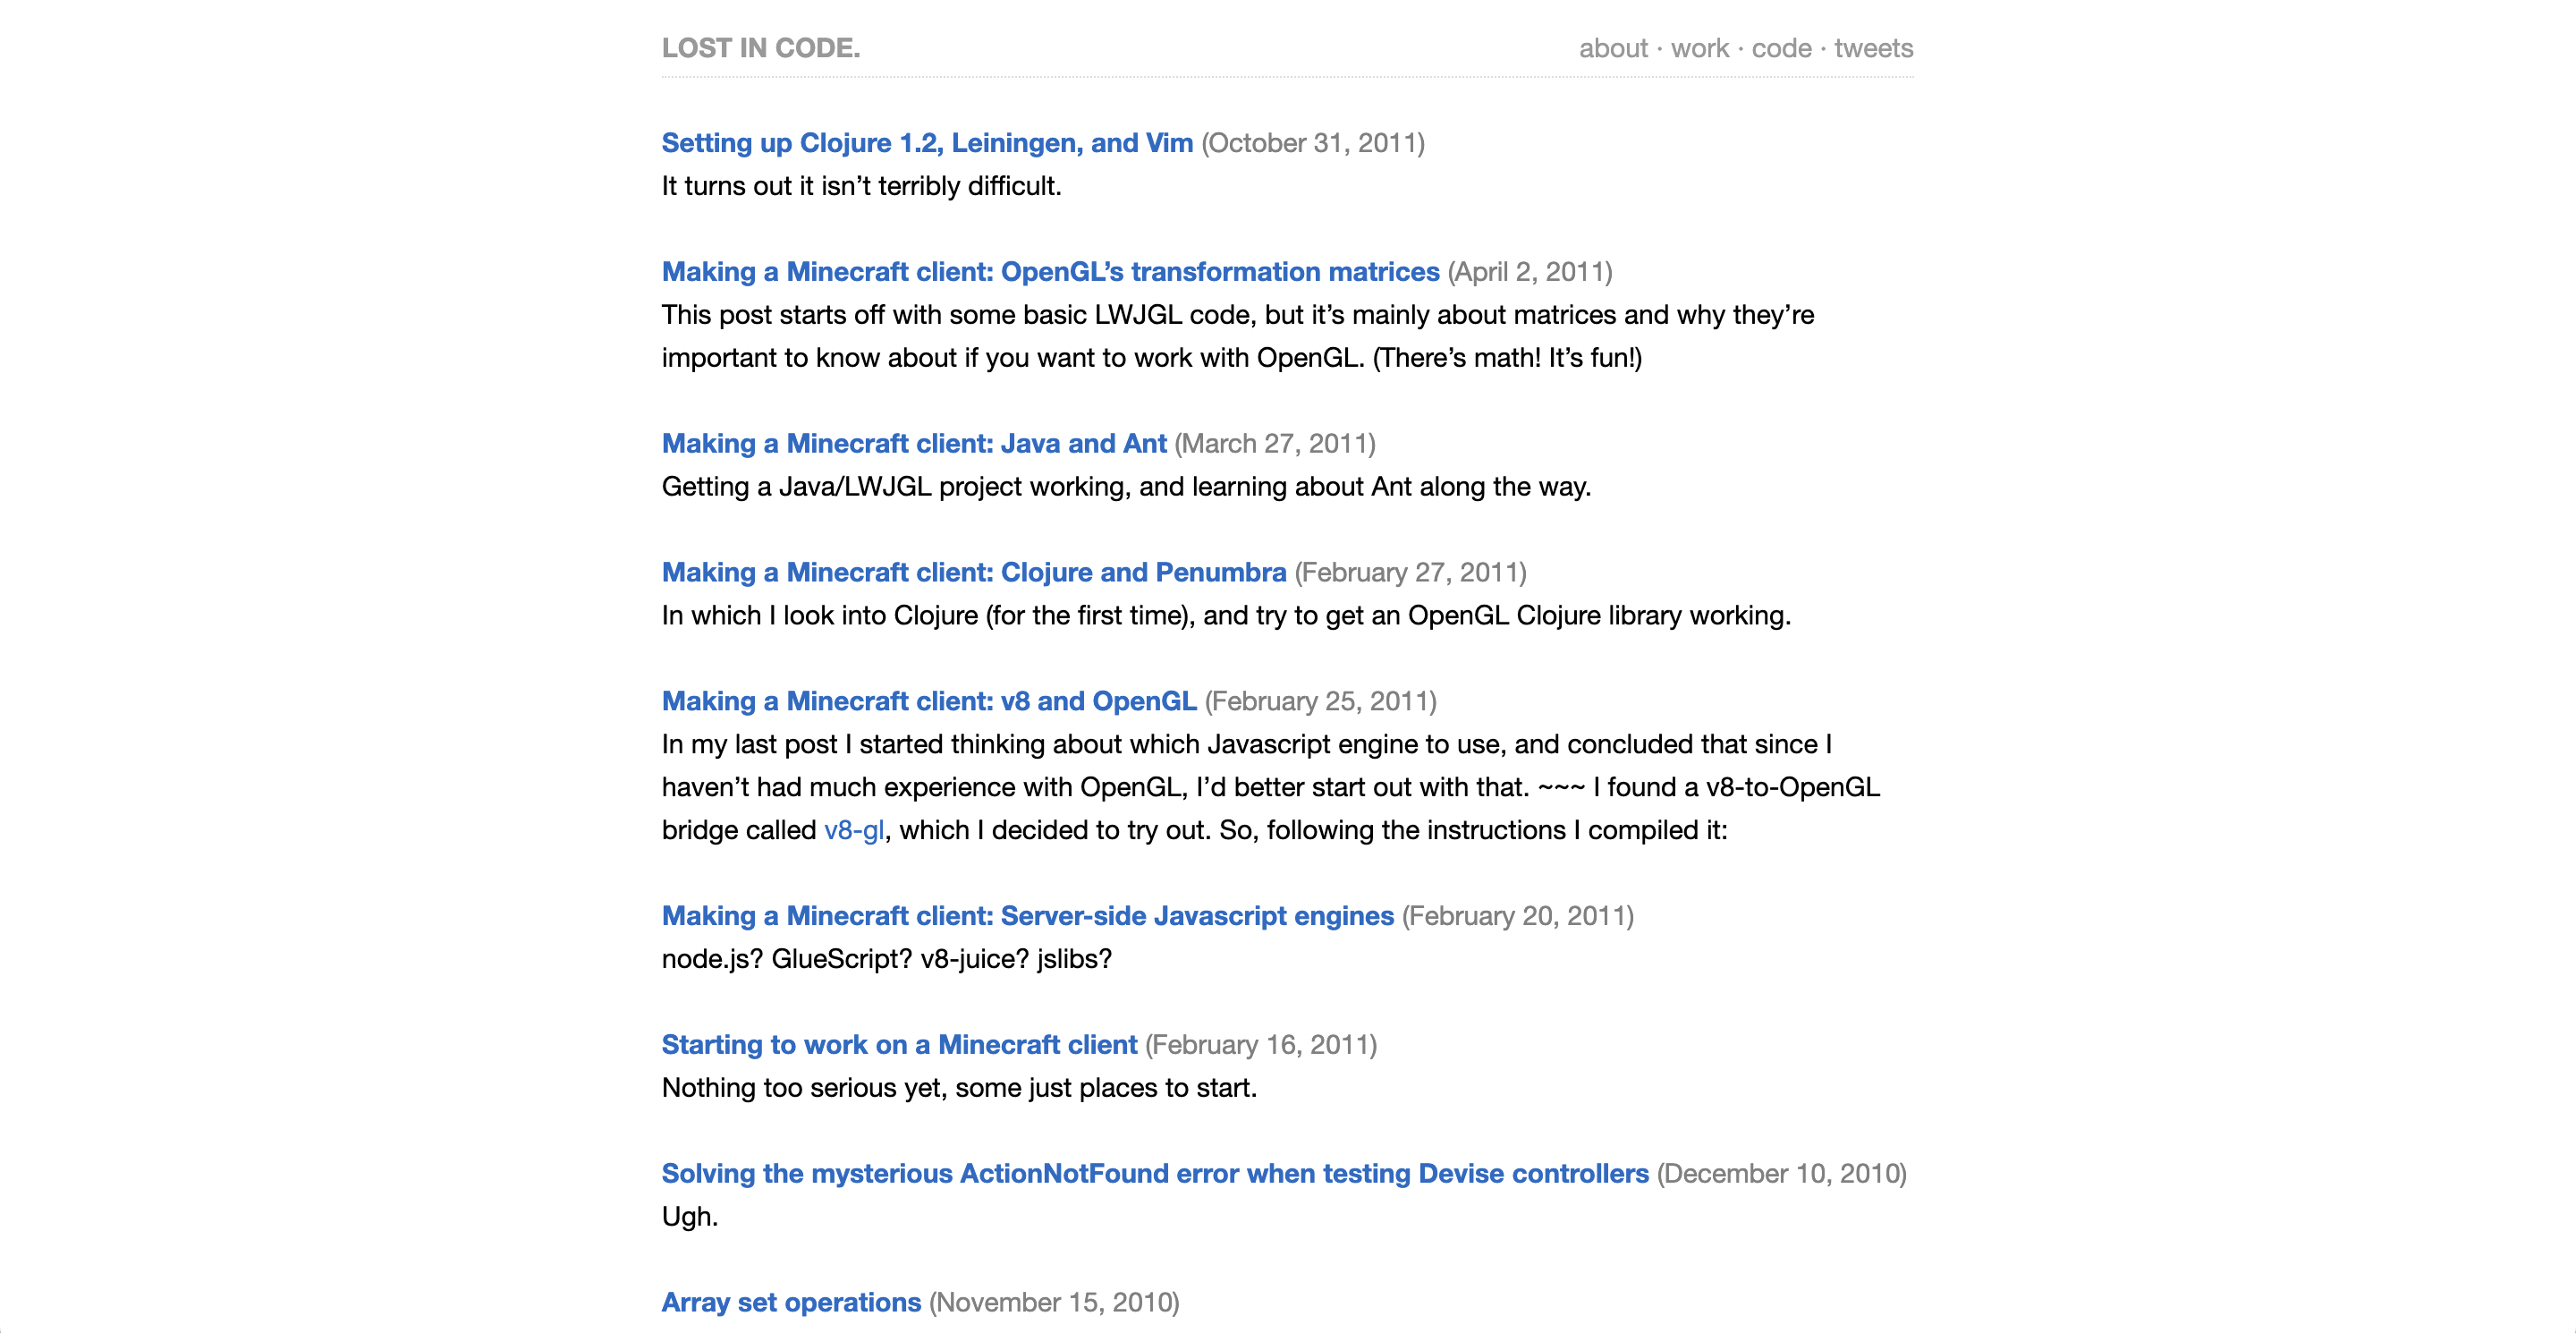 LOST IN CODE.
about · work · code · tweets
Setting up Clojure 1.2, Leiningen, and Vim (October 31, 2011)
It turns out it isn’t terribly difficult.
Making a Minecraft client: OpenGL’s transformation matrices (April 2, 2011)
This post starts off with some basic LWJGL code, but it’s mainly about matrices and why they’re
important to know about if you want to work with OpenGL. (There’s math! It’s fun!)
Making a Minecraft client: Java and Ant (March 27, 2011)
Getting a Java/LWJGL project working, and learning about Ant along the way.
Making a Minecraft client: Clojure and Penumbra (February 27, 2011)
In which I look into Clojure (for the first time), and try to get an OpenGL Clojure library working.
Making a Minecraft client: v8 and OpenGL (February 25, 2011)
In my last post I started thinking about which Javascript engine to use, and concluded that since I
haven’t had much experience with OpenGL, I’d better start out with that. ~~~ I found a v8-to-OpenGL
bridge called v8-gl, which I decided to try out. So, following the instructions I compiled it:
Making a Minecraft client: Server-side Javascript engines (February 20, 2011)
node.js? GlueScript? v8-juice? jslibs?
Starting to work on a Minecraft client (February 16, 2011)
Nothing too serious yet, some just places to start.
Solving the mysterious ActionNotFound error when testing Devise controllers (December 10, 2010)
Ugh.
Array set operations (November 15, 2010)